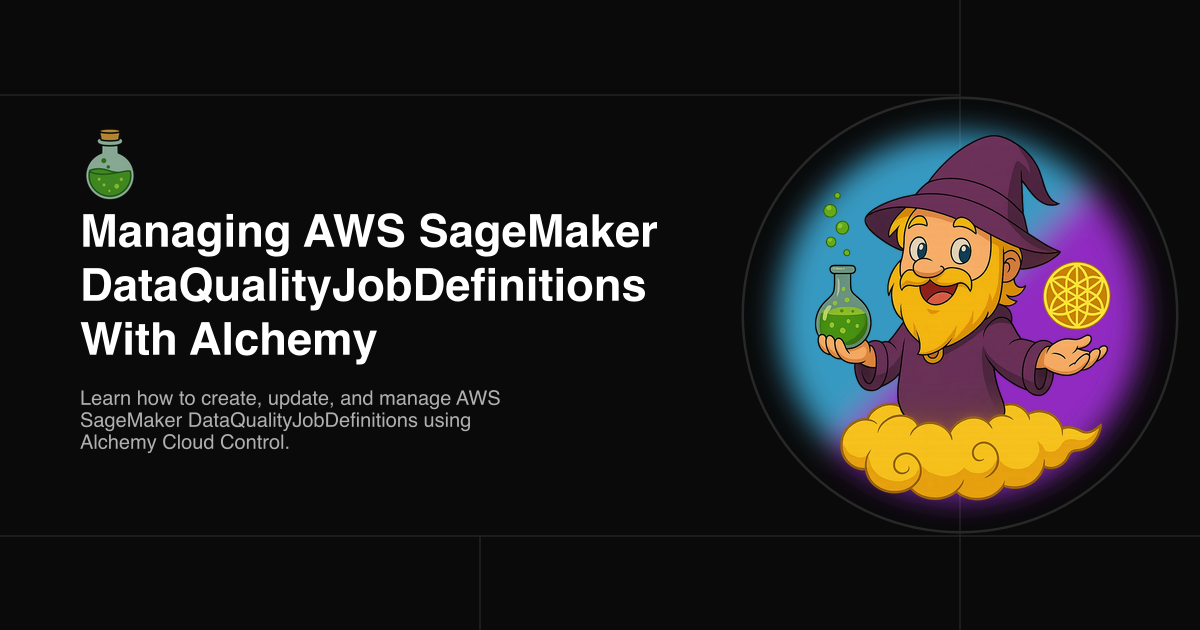 Managing AWS SageMaker
DataQualityJobDefinitions
With Alchemy
Learn how to create, update, and manage AWS
SageMaker DataQualityJobDefinitions using
Alchemy Cloud Control.